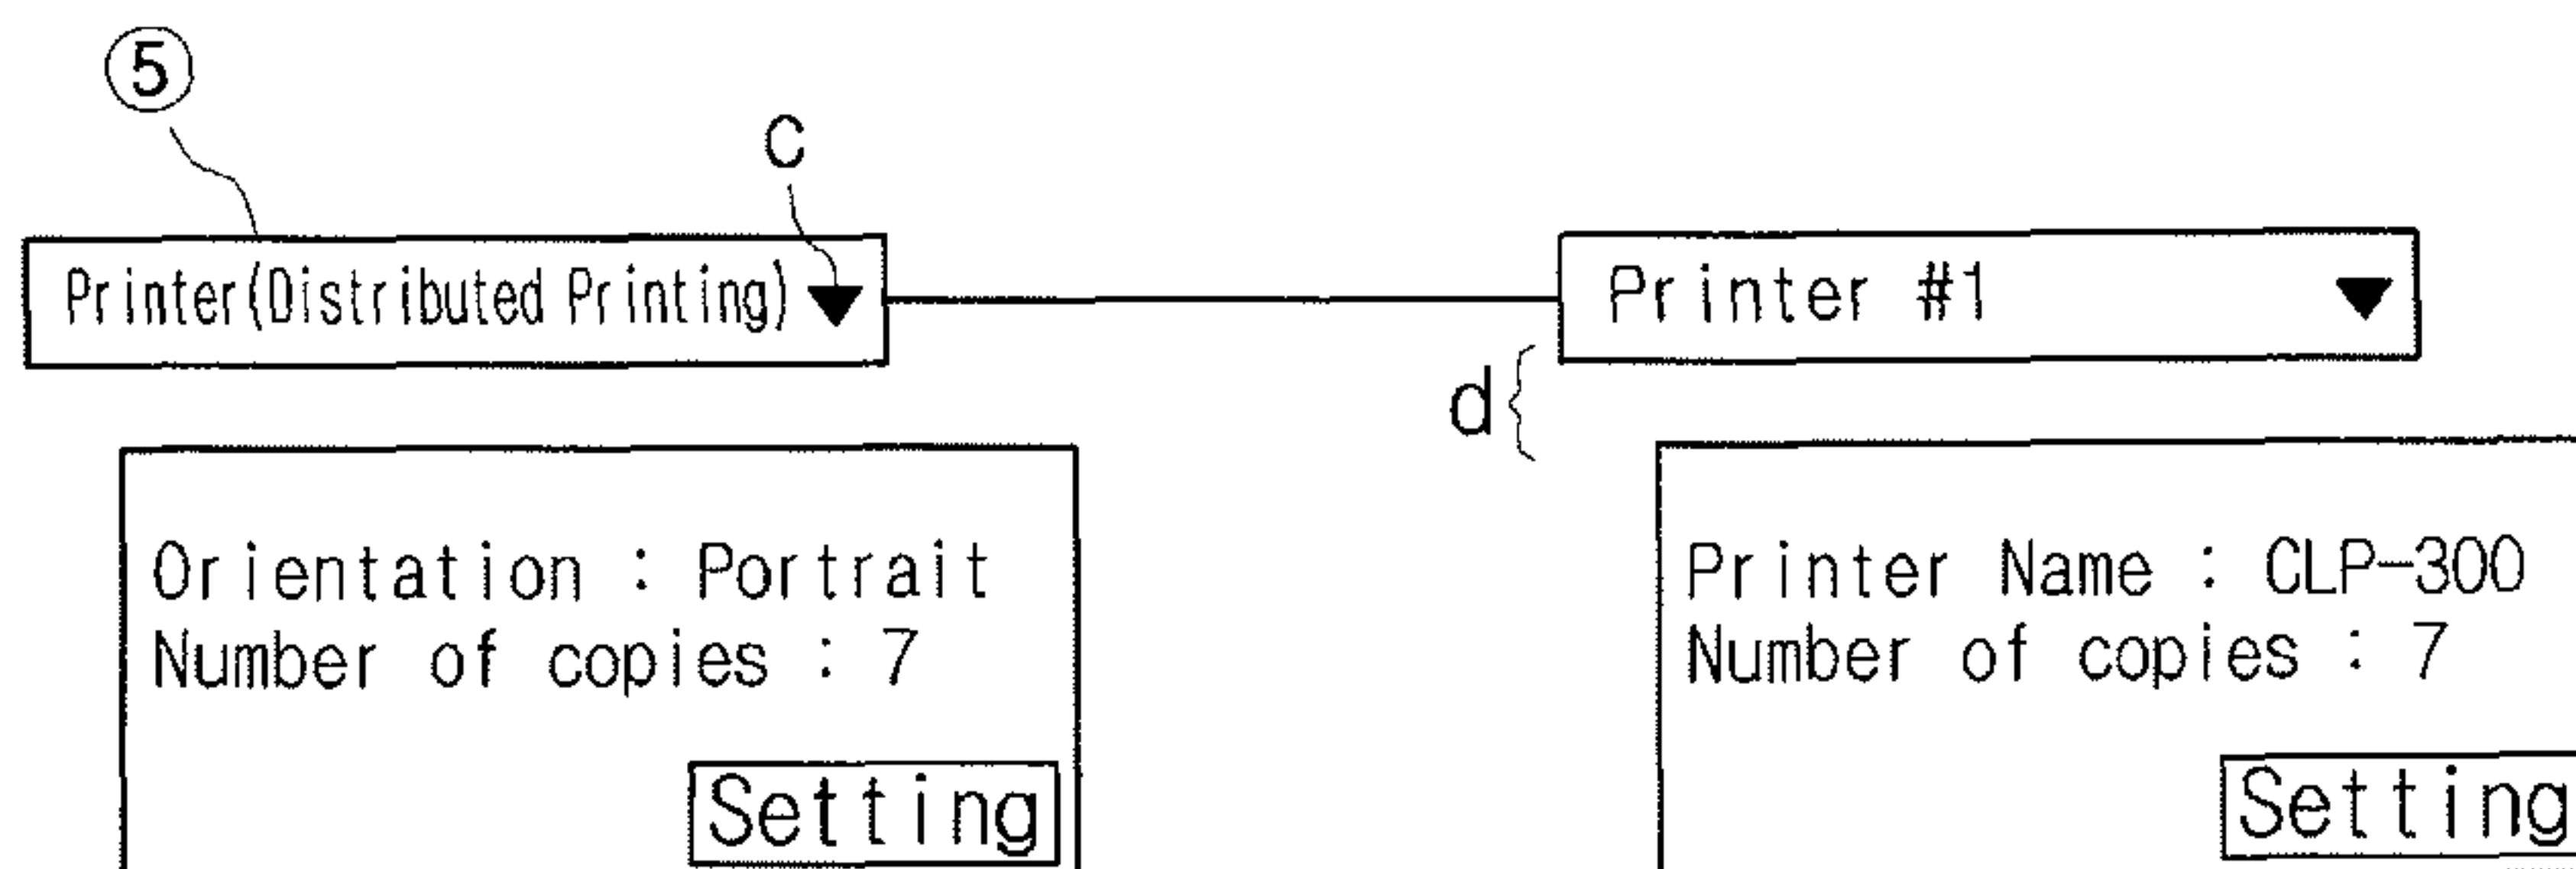 ⑤
C
Printer(Distributed Printing) ▼
Printer #1 ▼
d
Orientation : Portrait
Number of copies : 7
Setting
Printer Name : CLP-300
Number of copies : 7
Setting